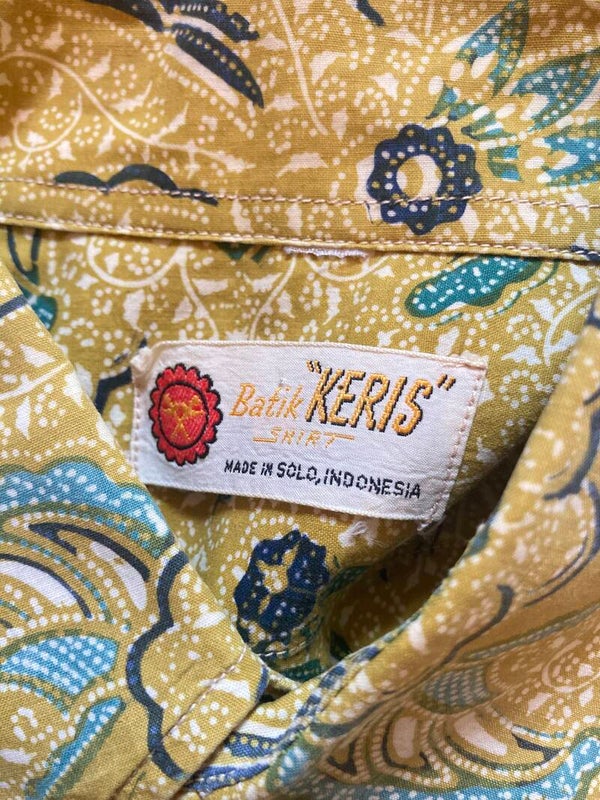 Batik "KERIS"
SHIRT
MADE IN SOLO, INDONESIA